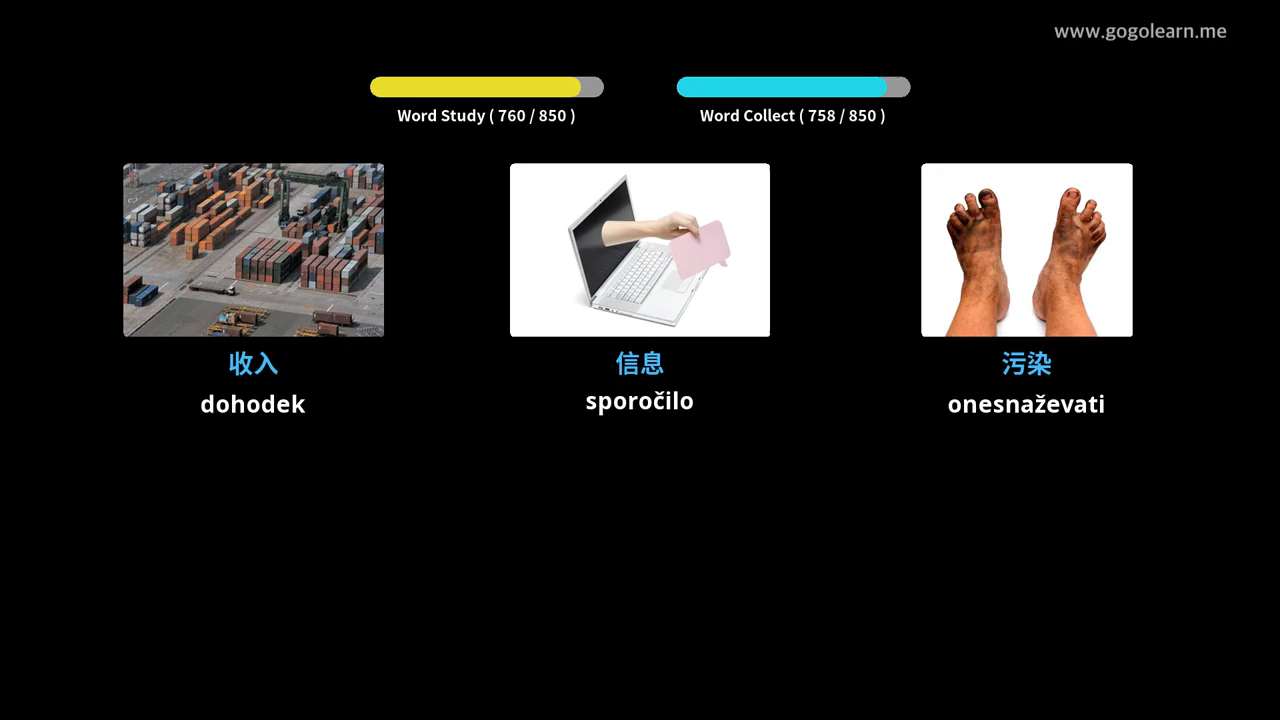 www.gogolearn.me
Word Study ( 760 / 850 )
Word Collect ( 758 / 850 )
收入
信息
污染
dohodek
sporočilo
onesnaževati